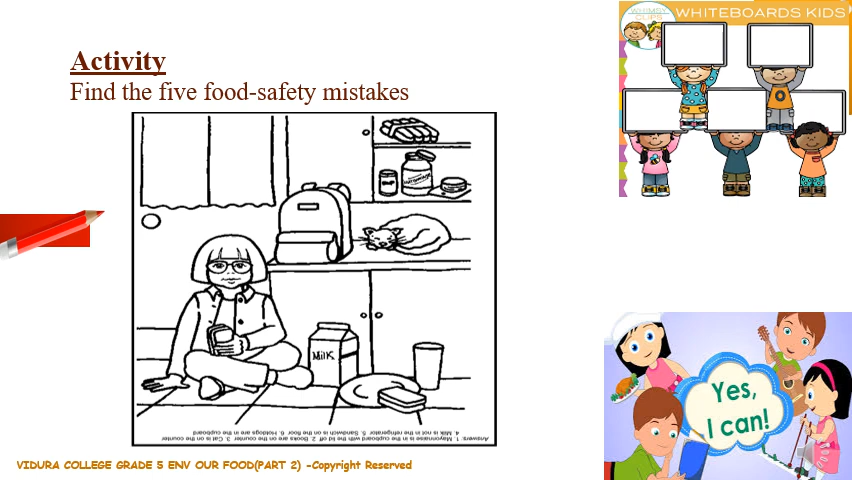 WHIMSY
CLIPS
WHITEBOARDS KIDS
Activity
Find the five food-safety mistakes
MILK
Answers: 1. Mayonnaise is in the cupboard with the lid off 2. Books are on the counter 3. Cat is on the counter
4. Milk is not in the refrigerator. 5. Sandwich is on the floor 6. Hotdogs are in the cupboard
Yes,
I can!
VIDURA COLLEGE GRADE 5 ENV OUR FOOD(PART 2) -Copyright Reserved